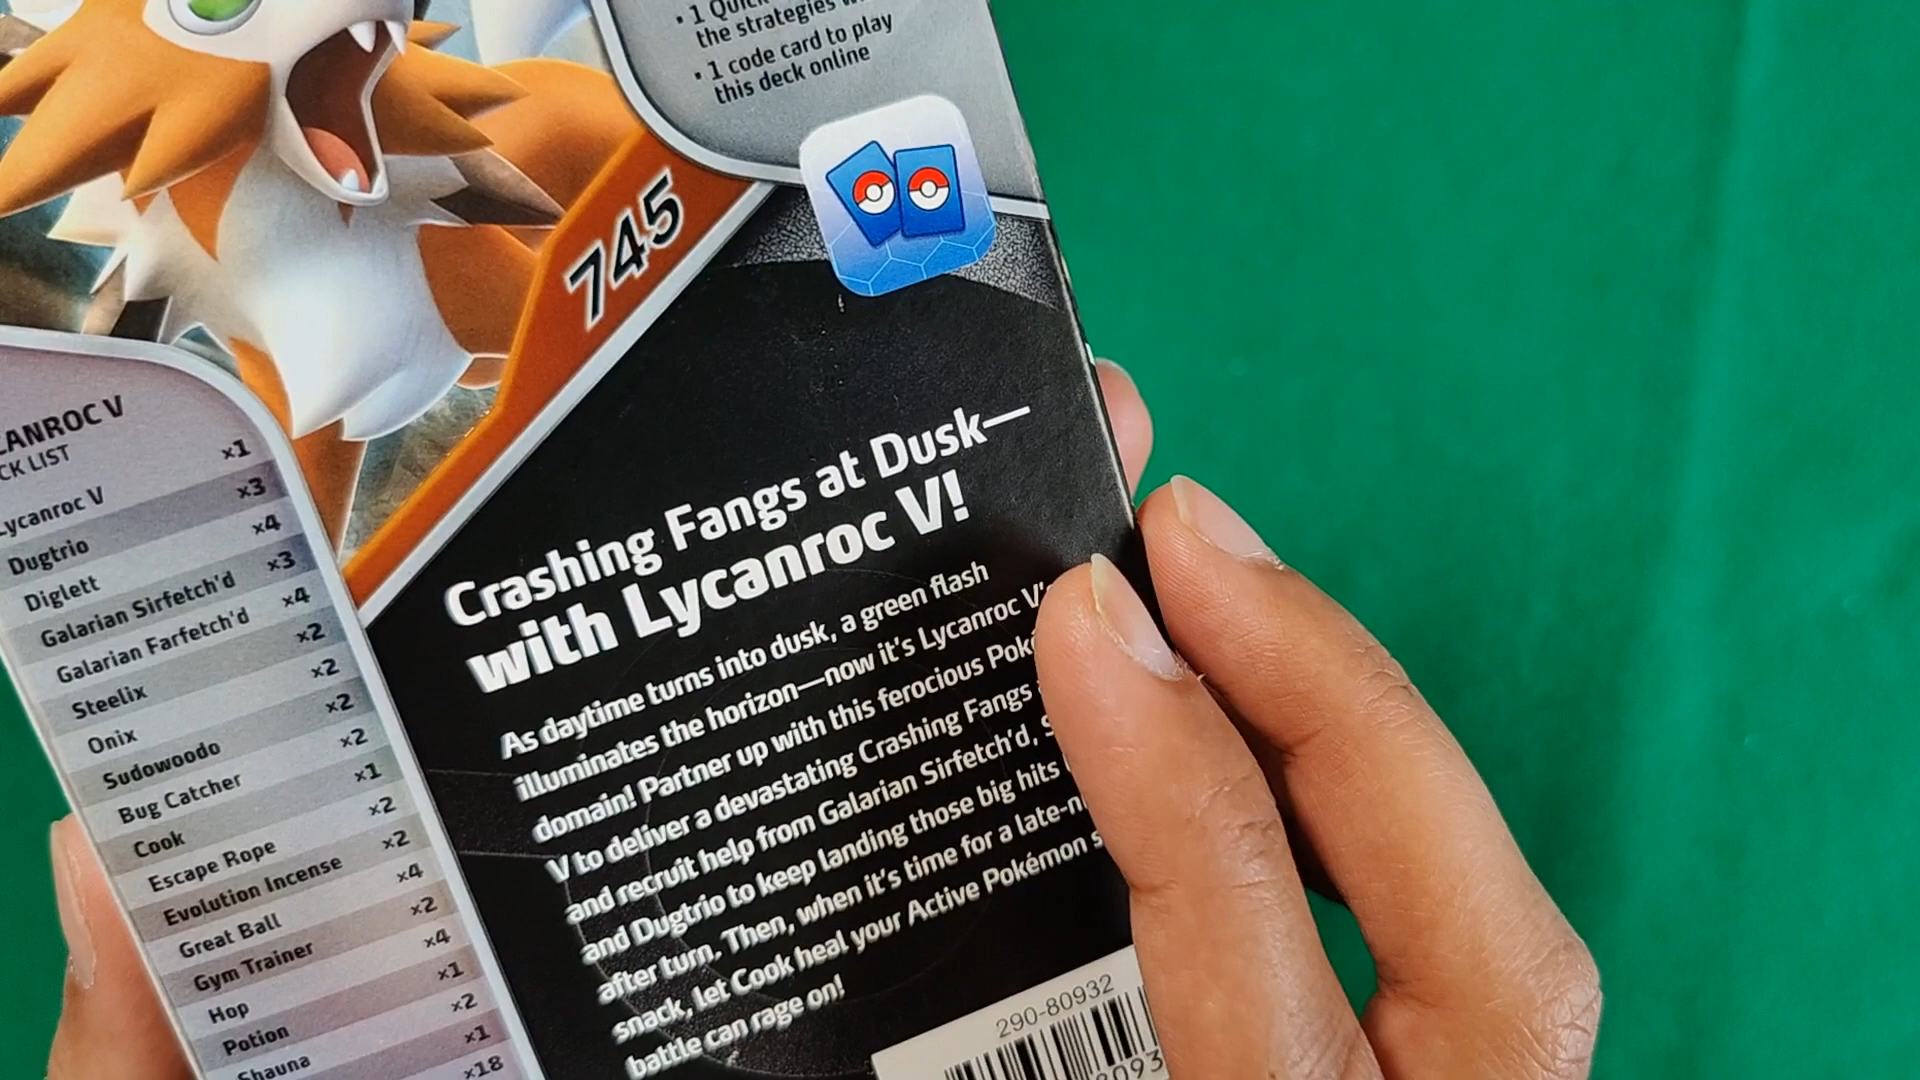 • 1 Quick
the strategies
• 1 code card to play
this deck online
745
LYCANROC V
LIST
Lycanroc V x1
Dugtrio x3
Diglett x4
Galarian Sirfetch'd x3
Galarian Farfetch'd x4
Steelix x2
Onix x2
Sudowoodo x2
Bug Catcher x2
Cook x1
Escape Rope x2
Evolution Incense x2
Great Ball x4
Gym Trainer x2
Hop x4
Potion x1
Shauna x2
x1
x18
Crashing Fangs at Dusk—
with Lycanroc V!
As daytime turns into dusk, a green flash
illuminates the horizon—now it's Lycanroc V's
domain! Partner up with this ferocious
V to deliver a devastating Crashing Fangs
and recruit help from Galarian Sirfetch'd,
and Dugtrio to keep landing those big hits
after turn. Then, when it's time for a
snack, let Cook heal your Active Pokémon
battle can rage on!
290-80932